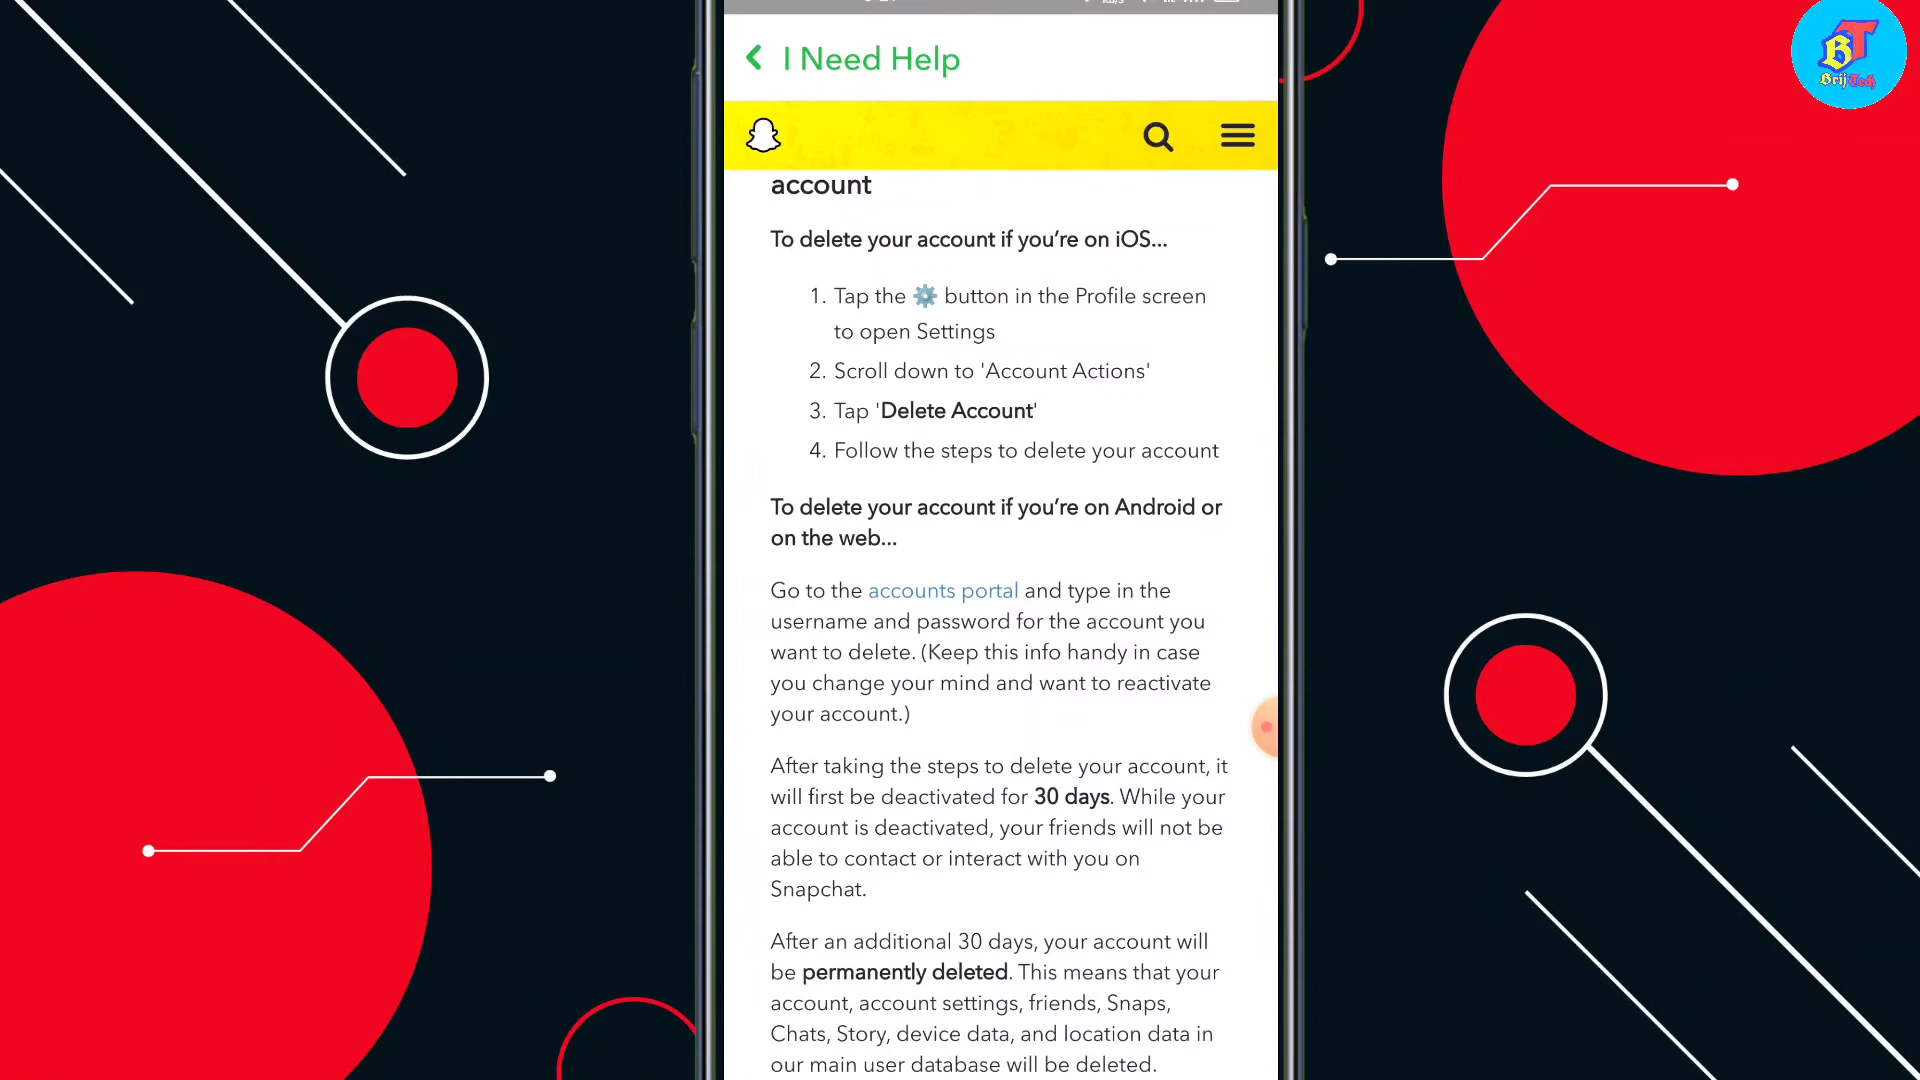 I Need Help
BT
Brij Tech
account
To delete your account if you’re on iOS...
1. Tap the ⚙️ button in the Profile screen
to open Settings
2. Scroll down to 'Account Actions'
3. Tap 'Delete Account'
4. Follow the steps to delete your account
To delete your account if you’re on Android or
on the web...
Go to the accounts portal and type in the
username and password for the account you
want to delete. (Keep this info handy in case
you change your mind and want to reactivate
your account.)
After taking the steps to delete your account, it
will first be deactivated for 30 days. While your
account is deactivated, your friends will not be
able to contact or interact with you on
Snapchat.
After an additional 30 days, your account will
be permanently deleted. This means that your
account, account settings, friends, Snaps,
Chats, Story, device data, and location data in
our main user database will be deleted.